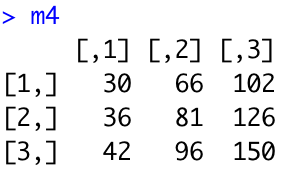 > m4
     [,1] [,2] [,3]
[1,]   30   66  102
[2,]   36   81  126
[3,]   42   96  150